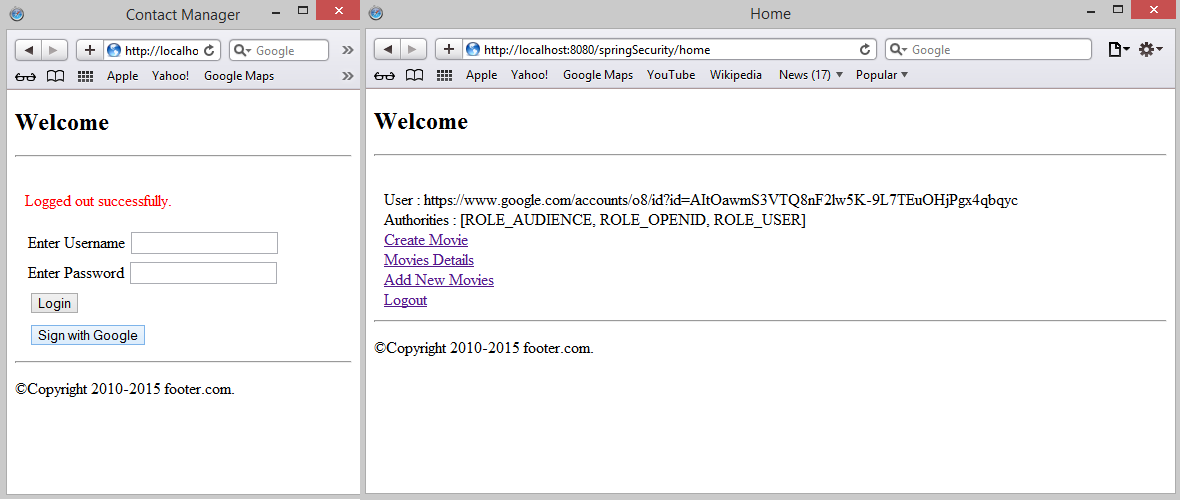 Contact Manager
http://localho
Google
Apple Yahoo! Google Maps
Welcome
Logged out successfully.
Enter Username
Enter Password
Login
Sign with Google
©Copyright 2010-2015 footer.com.
Home
http://localhost:8080/springSecurity/home
Google
Apple Yahoo! Google Maps YouTube Wikipedia News (17) Popular
Welcome
User : https://www.google.com/accounts/o8/id?id=AItOawmS3VTQ8nF2lw5K-9L7TEuOHjPgx4qbqyc
Authorities : [ROLE_AUDIENCE, ROLE_OPENID, ROLE_USER]
Create Movie
Movies Details
Add New Movies
Logout
©Copyright 2010-2015 footer.com.